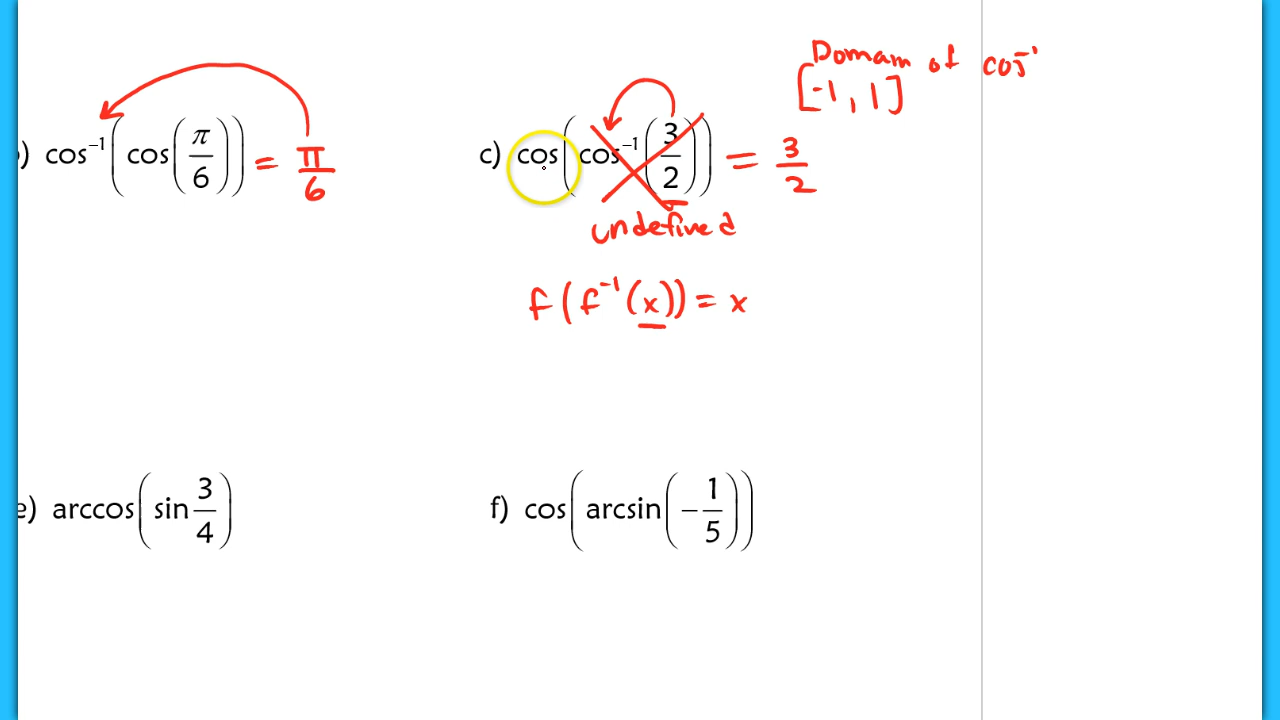 Domain of cos⁻¹
[-1, 1]
) cos⁻¹(cos(π/6)) = π/6
c) cos(cos⁻¹(3/2)) = 3/2
undefined
f(f⁻¹(x)) = x
e) arccos(sin 3/4)
f) cos(arcsin(-1/5))